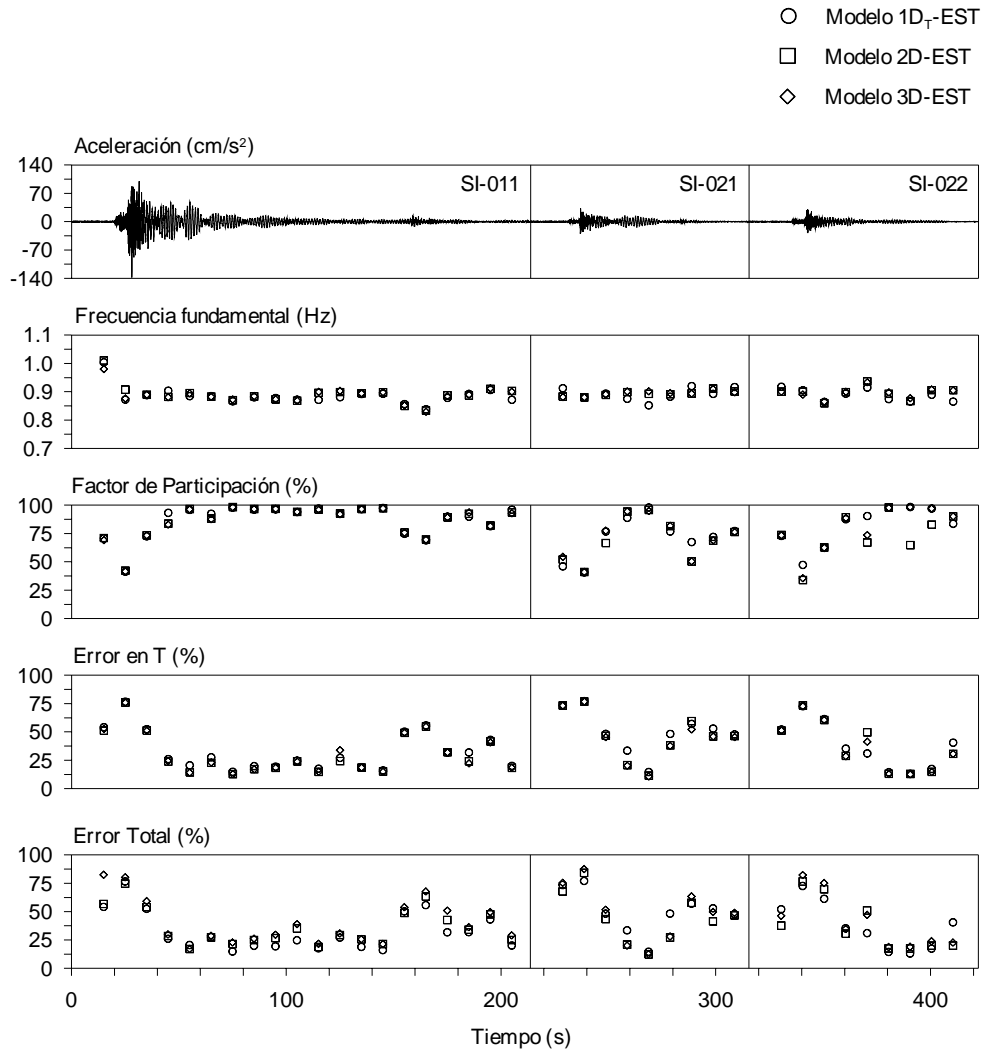 Modelo 1D_T-EST
Modelo 2D-EST
Modelo 3D-EST
Aceleración (cm/s²)
140
70
0
-70
-140
SI-011
SI-021
SI-022
Frecuencia fundamental (Hz)
1.1
1.0
0.9
0.8
0.7
Factor de Participación (%)
100
75
50
25
0
Error en T (%)
100
75
50
25
0
Error Total (%)
100
75
50
25
0
0 100 200 300 400
Tiempo (s)